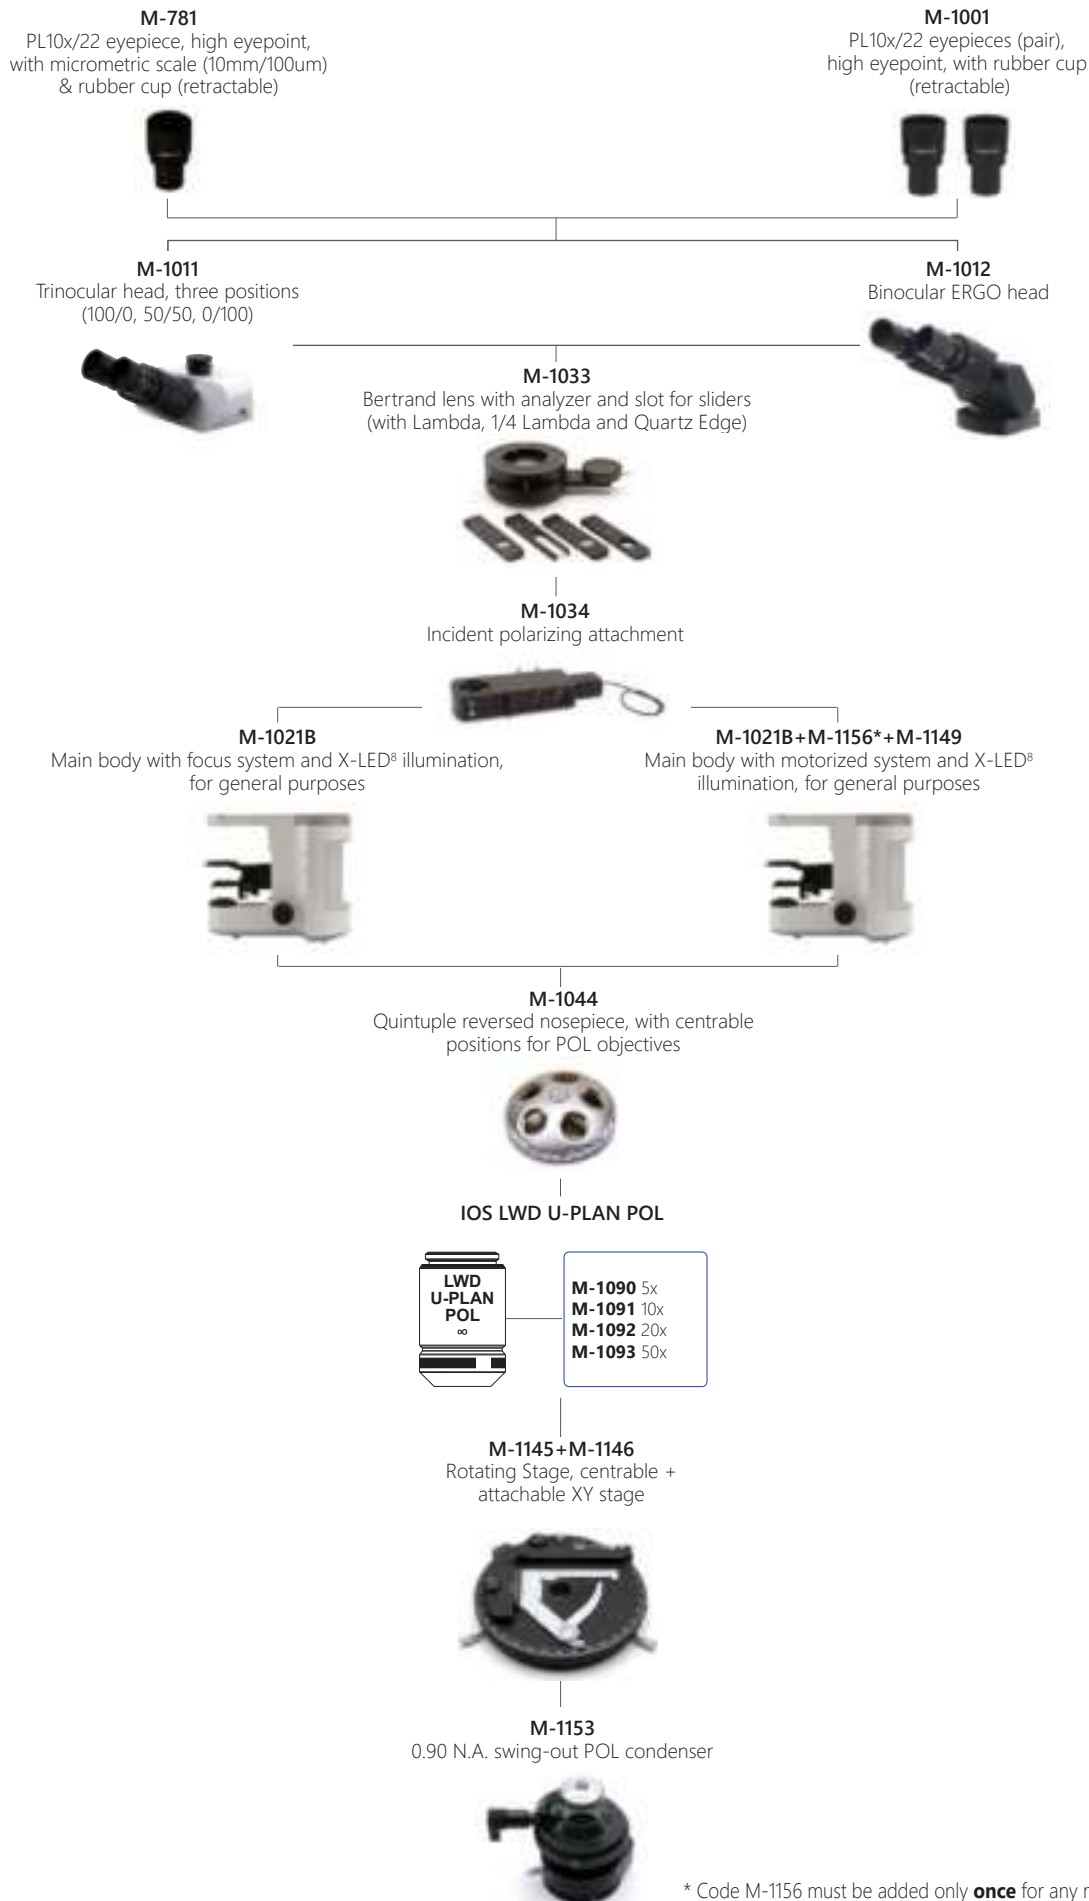 M-781
PL10x/22 eyepiece, high eyepoint,
with micrometric scale (10mm/100um)
& rubber cup (retractable)
M-1001
PL10x/22 eyepieces (pair),
high eyepoint, with rubber cup
(retractable)
M-1011
Trinocular head, three positions
(100/0, 50/50, 0/100)
M-1012
Binocular ERGO head
M-1033
Bertrand lens with analyzer and slot for sliders
(with Lambda, 1/4 Lambda and Quartz Edge)
M-1034
Incident polarizing attachment
M-1021B
Main body with focus system and X-LED⁸ illumination,
for general purposes
M-1021B+M-1156*+M-1149
Main body with motorized system and X-LED⁸
illumination, for general purposes
M-1044
Quintuple reversed nosepiece, with centrable
positions for POL objectives
IOS LWD U-PLAN POL
LWD
U-PLAN
POL
∞
M-1090 5x
M-1091 10x
M-1092 20x
M-1093 50x
M-1145+M-1146
Rotating Stage, centrable +
attachable XY stage
M-1153
0.90 N.A. swing-out POL condenser
* Code M-1156 must be added only once for any